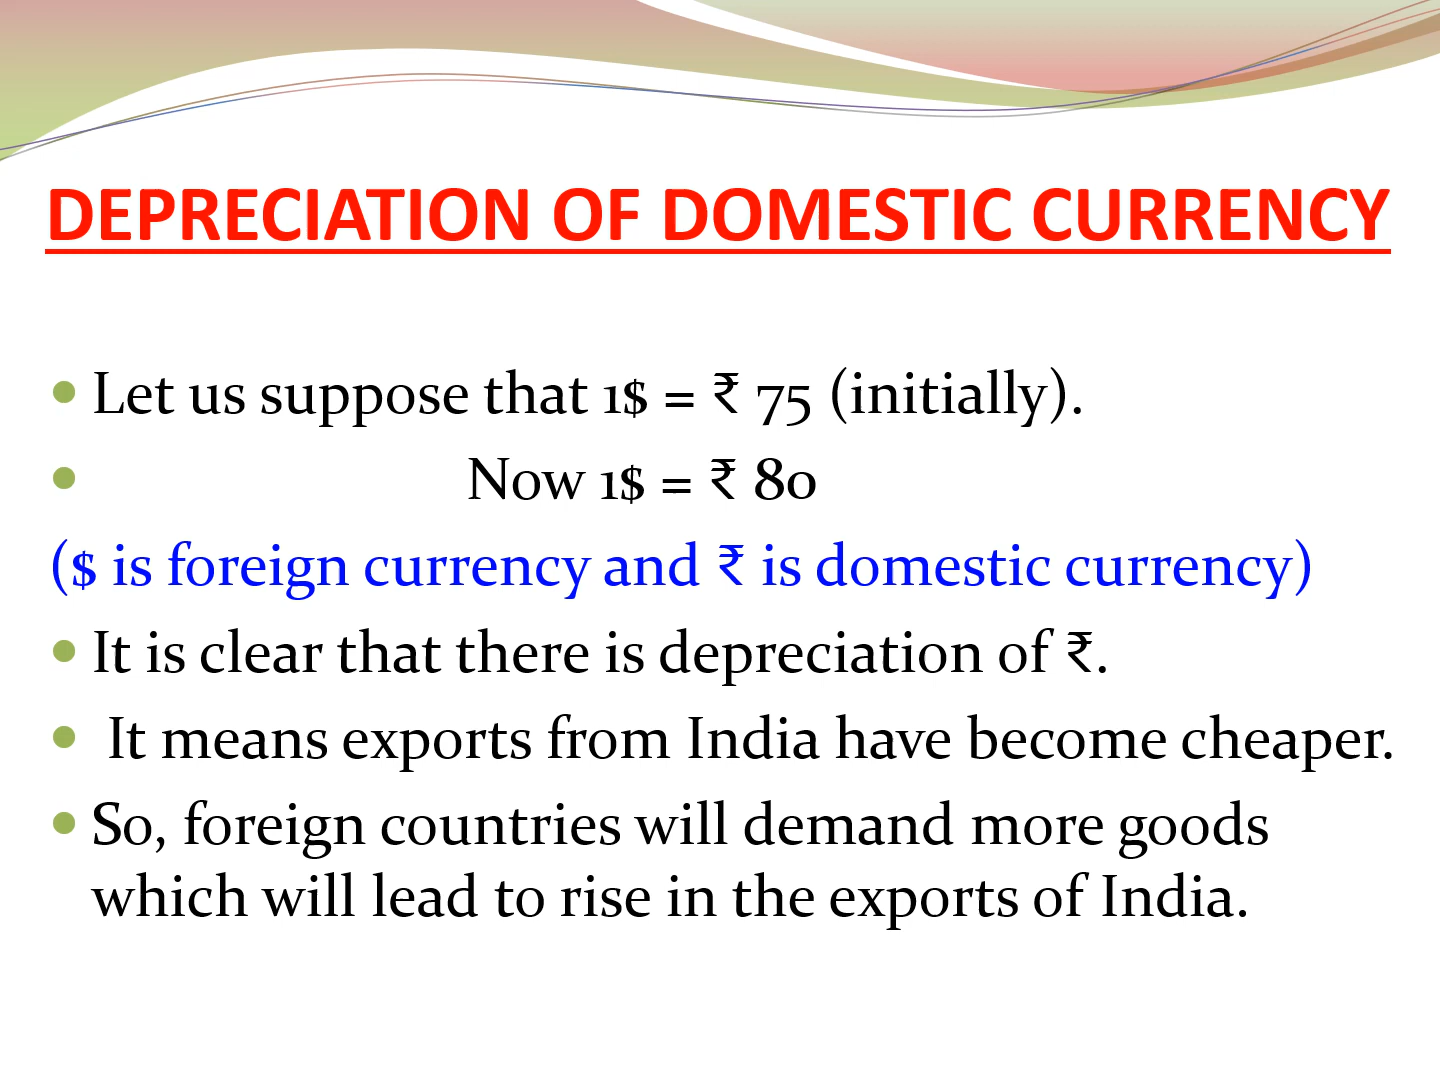 DEPRECIATION OF DOMESTIC CURRENCY
Let us suppose that 1$ = ₹ 75 (initially).
Now 1$ = ₹ 80
($ is foreign currency and ₹ is domestic currency)
It is clear that there is depreciation of ₹.
It means exports from India have become cheaper.
So, foreign countries will demand more goods
which will lead to rise in the exports of India.